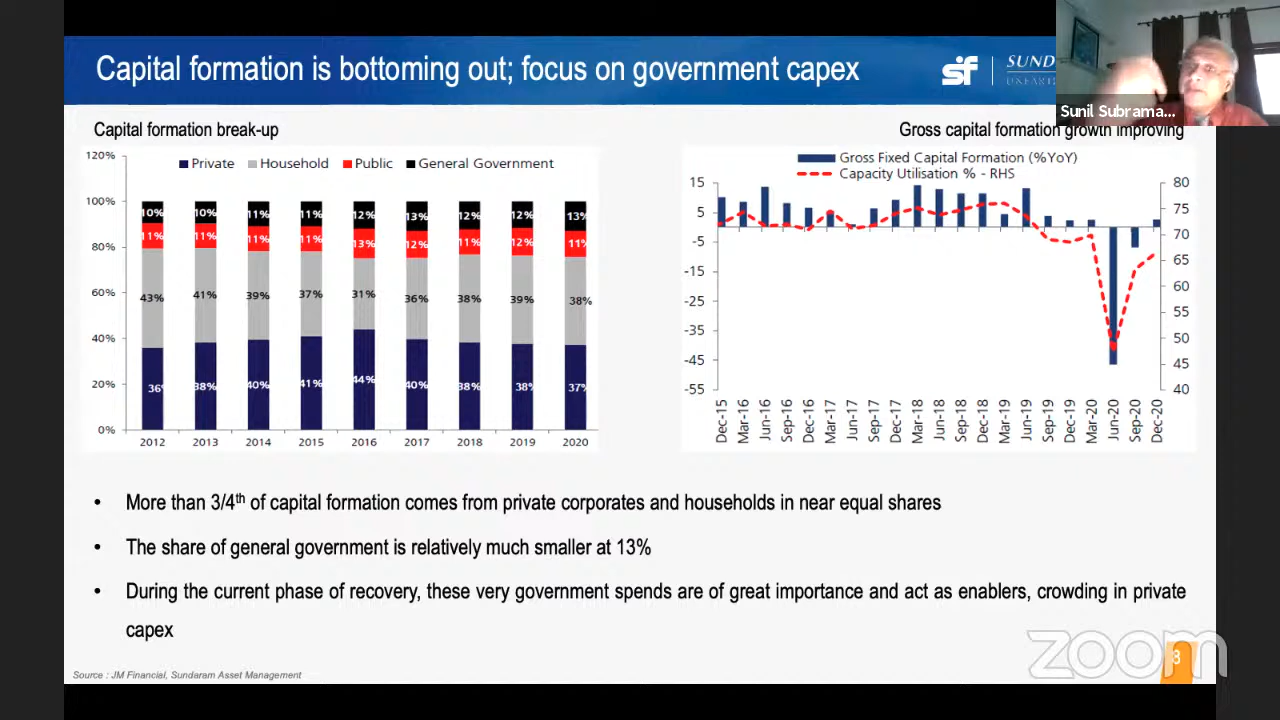 Capital formation is bottoming out; focus on government capex
sf
SUND
Sunil Subrama...
Capital formation break-up
Gross capital formation growth improving
120%
Private
Household
Public
General Government
100%
80%
60%
40%
20%
0%
10%
10%
11%
11%
12%
13%
12%
12%
13%
11%
11%
11%
11%
13%
12%
11%
12%
11%
43%
41%
39%
37%
31%
36%
38%
39%
38%
36%
38%
40%
41%
44%
40%
38%
38%
37%
2012
2013
2014
2015
2016
2017
2018
2019
2020
Gross Fixed Capital Formation (%YoY)
Capacity Utilisation % - RHS
15
5
-5
-15
-25
-35
-45
-55
80
75
70
65
60
55
50
45
40
Dec-15
Mar-16
Jun-16
Sep-16
Dec-16
Mar-17
Jun-17
Sep-17
Dec-17
Mar-18
Jun-18
Sep-18
Dec-18
Mar-19
Jun-19
Sep-19
Dec-19
Mar-20
Jun-20
Sep-20
Dec-20
• More than 3/4th of capital formation comes from private corporates and households in near equal shares
• The share of general government is relatively much smaller at 13%
• During the current phase of recovery, these very government spends are of great importance and act as enablers, crowding in private
capex
Source : JM Financial, Sundaram Asset Management
zoom
8